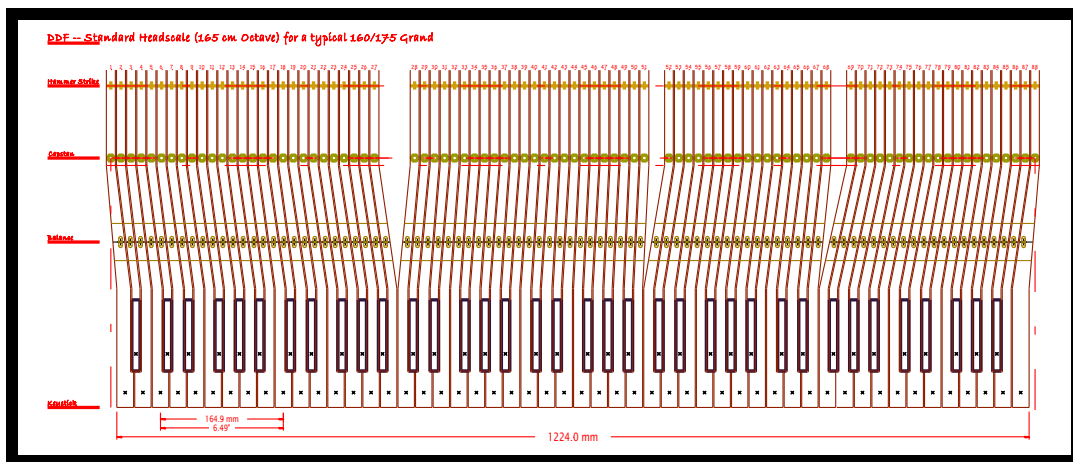 DDF -- Standard Headscale (165 cm Octave) for a typical 160/175 Grand
1 2 3 4 5 6 7 8 9 10 11 12 13 14 15 16 17 18 19 20 21 22 23 24 25 26 27 28 29 30 31 32 33 34 35 36 37 38 39 40 41 42 43 44 45 46 47 48 49 50 51 52 53 54 55 56 57 58 59 60 61 62 63 64 65 66 67 68 69 70 71 72 73 74 75 76 77 78 79 80 81 82 83 84 85 86 87 88
Hammer Strike
Capstan
Balance
Keystick
164.9 mm
6.49"
1224.0 mm